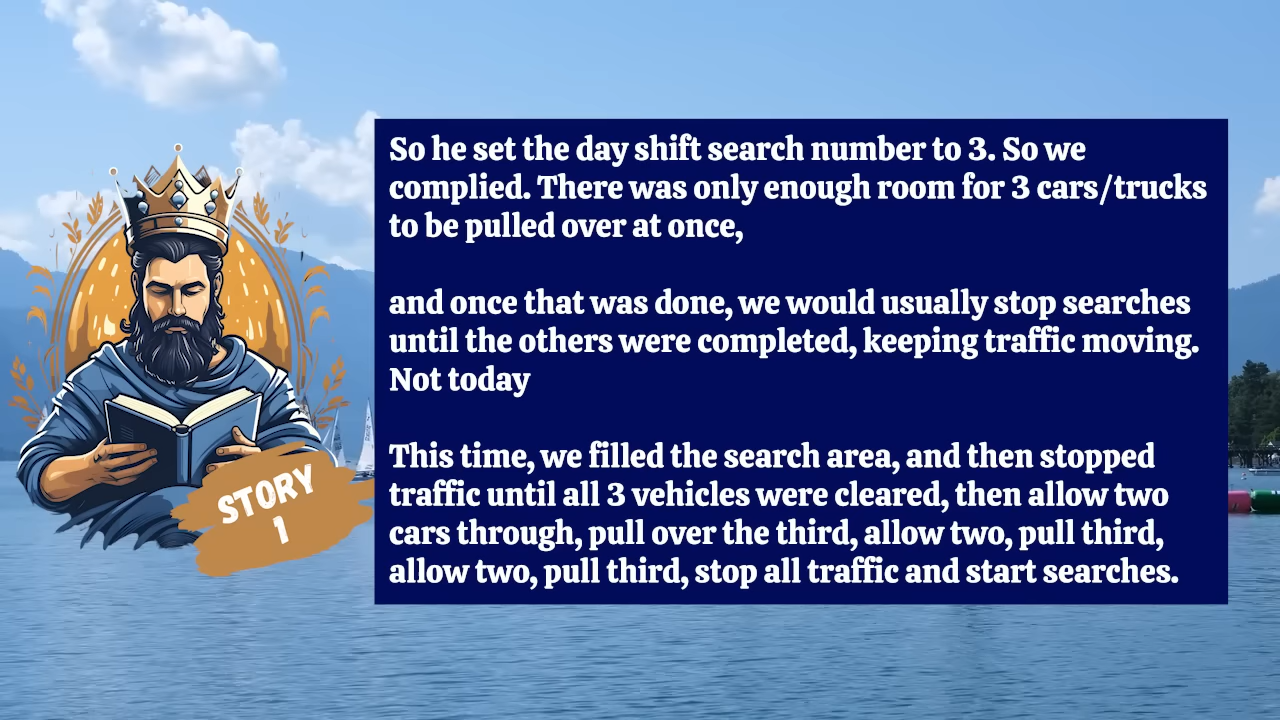 So he set the day shift search number to 3. So we
complied. There was only enough room for 3 cars/trucks
to be pulled over at once,
and once that was done, we would usually stop searches
until the others were completed, keeping traffic moving.
Not today
This time, we filled the search area, and then stopped
traffic until all 3 vehicles were cleared, then allow two
cars through, pull over the third, allow two, pull third,
allow two, pull third, stop all traffic and start searches.
STORY
1